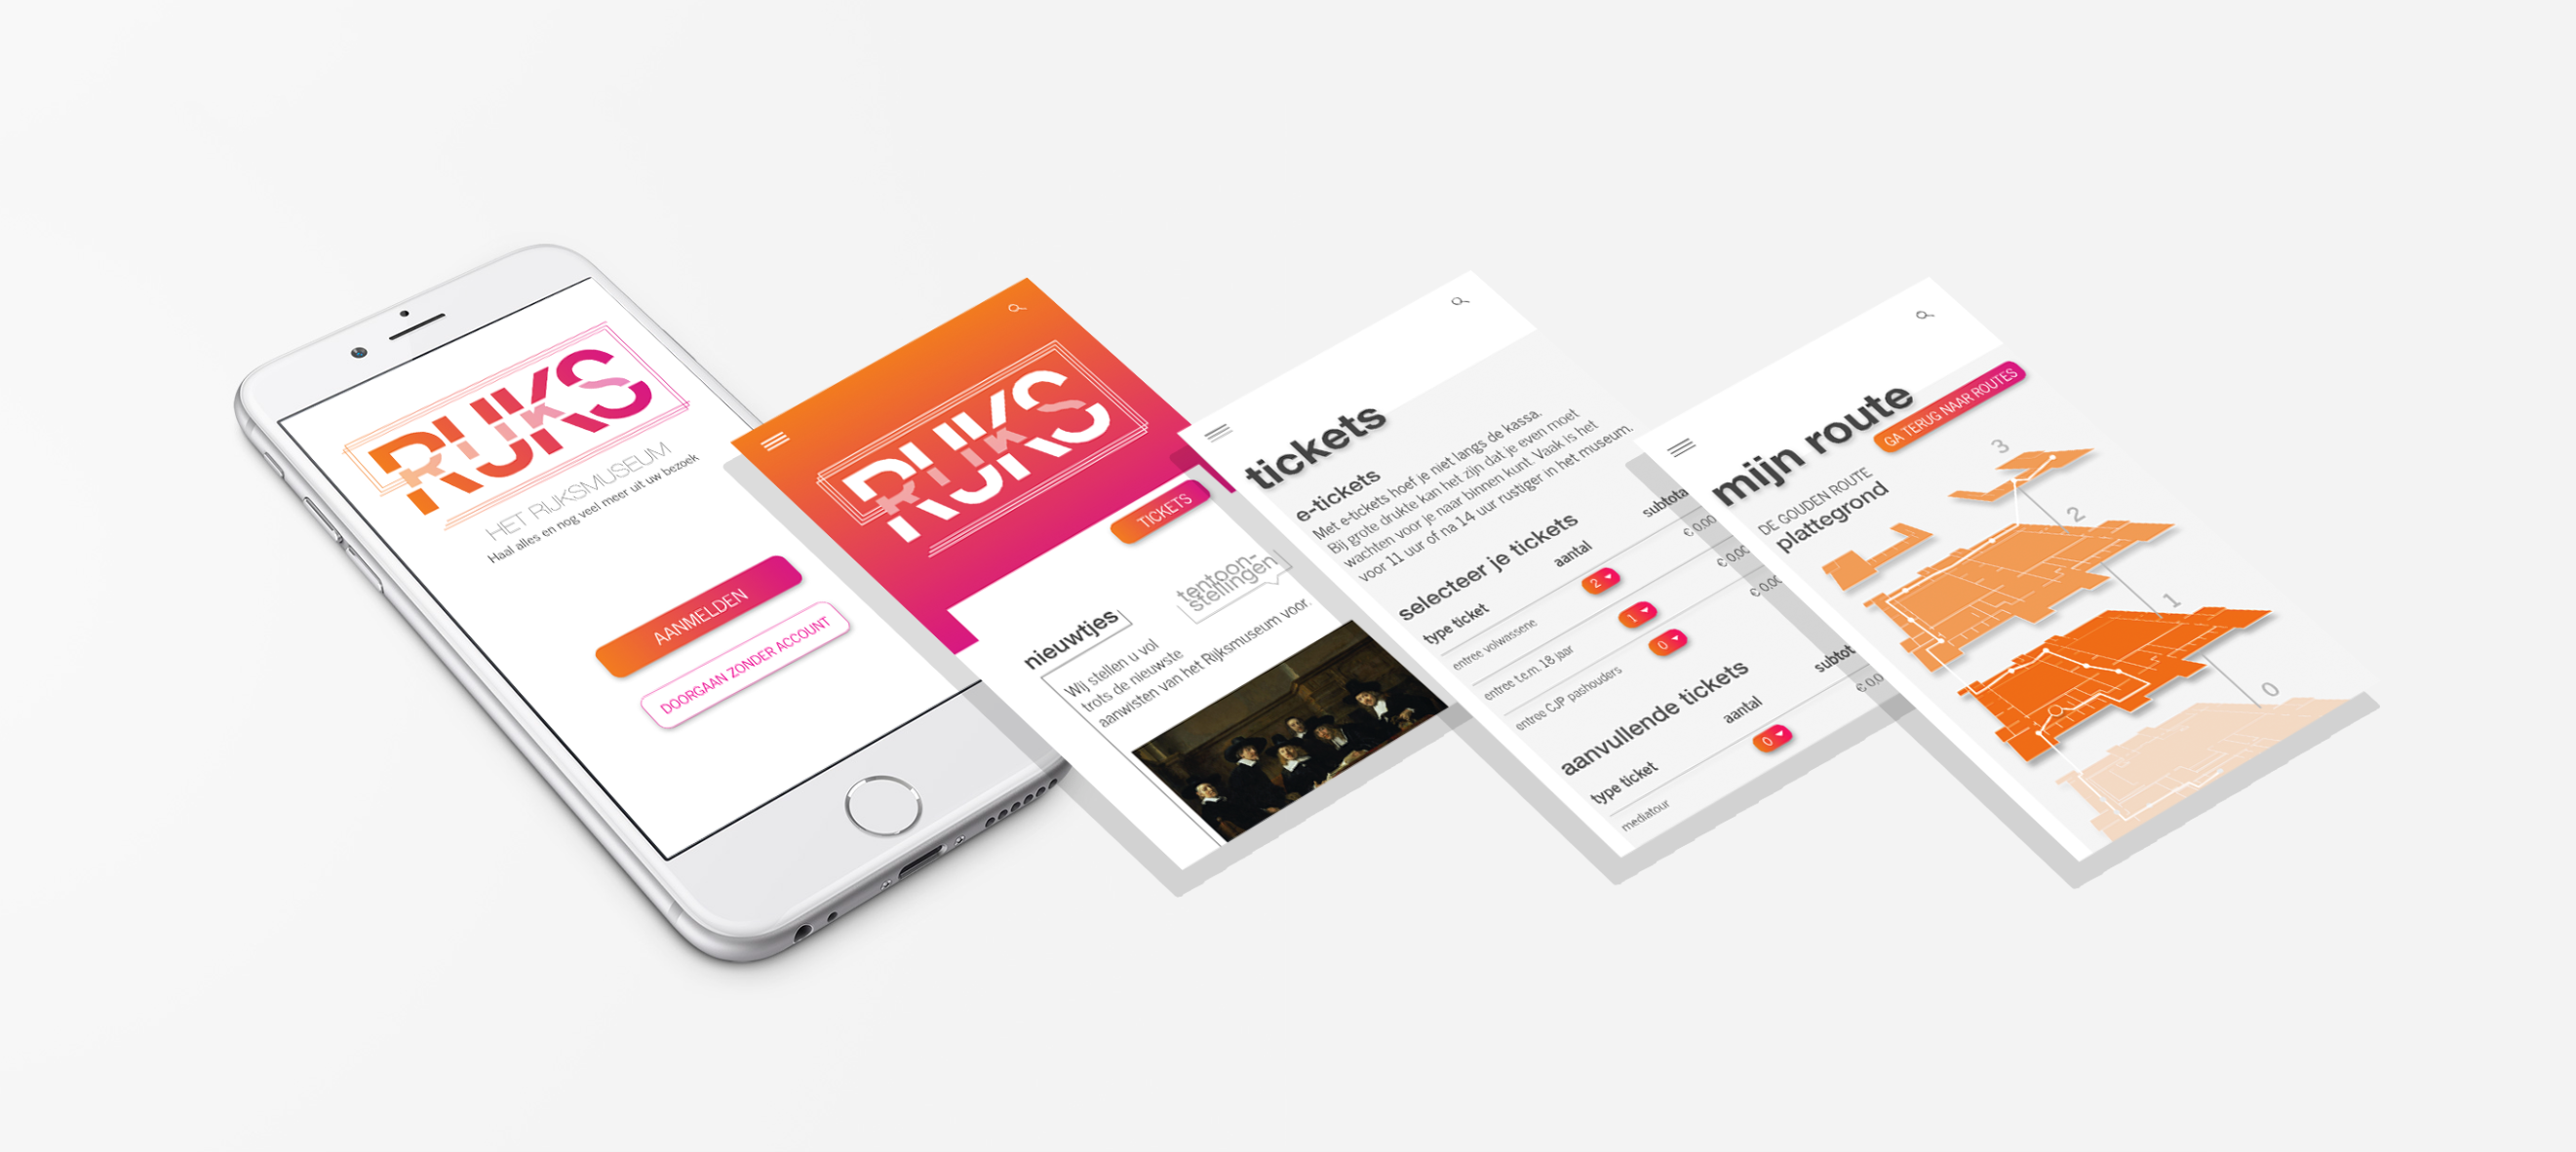 RIJKS
HET RIJKSMUSEUM
Haal alles en nog veel meer uit uw bezoek
AANMELDEN
DOORGAAN ZONDER ACCOUNT
RIJKS
TICKETS
nieuwtjes
tentoon-
stellingen
Wij stellen u vol
trots de nieuwste
aanwisten van het Rijksmuseum voor.
tickets
e-tickets
Met e-tickets hoef je niet langs de kassa.
Bij grote drukte kan het zijn dat je even moet
wachten voor je naar binnen kunt. Vaak is het
voor 11 uur of na 14 uur rustiger in het museum.
selecteer je tickets
type ticket aantal subtota
entree volwassene 2 € 0.00
entree t.e.m. 18 jaar 1 € 0.00
entree CJP pashouders 0 € 0.00
aanvullende tickets
type ticket aantal subtot
mediatour 0 € 0.0
mijn route
GA TERUG NAAR ROUTES
DE GOUDEN ROUTE
plattegrond
3
2
1
0